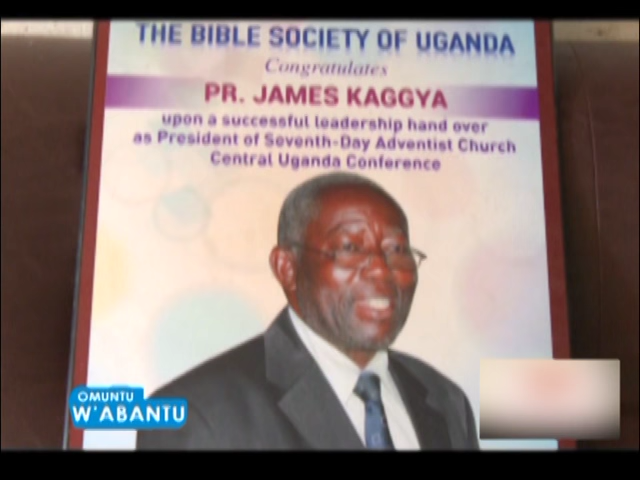 THE BIBLE SOCIETY OF UGANDA
Congratulates
PR. JAMES KAGGYA
upon a successful leadership hand over
as President of Seventh-Day Adventist Church
Central Uganda Conference
OMUNTU
W'ABANTU